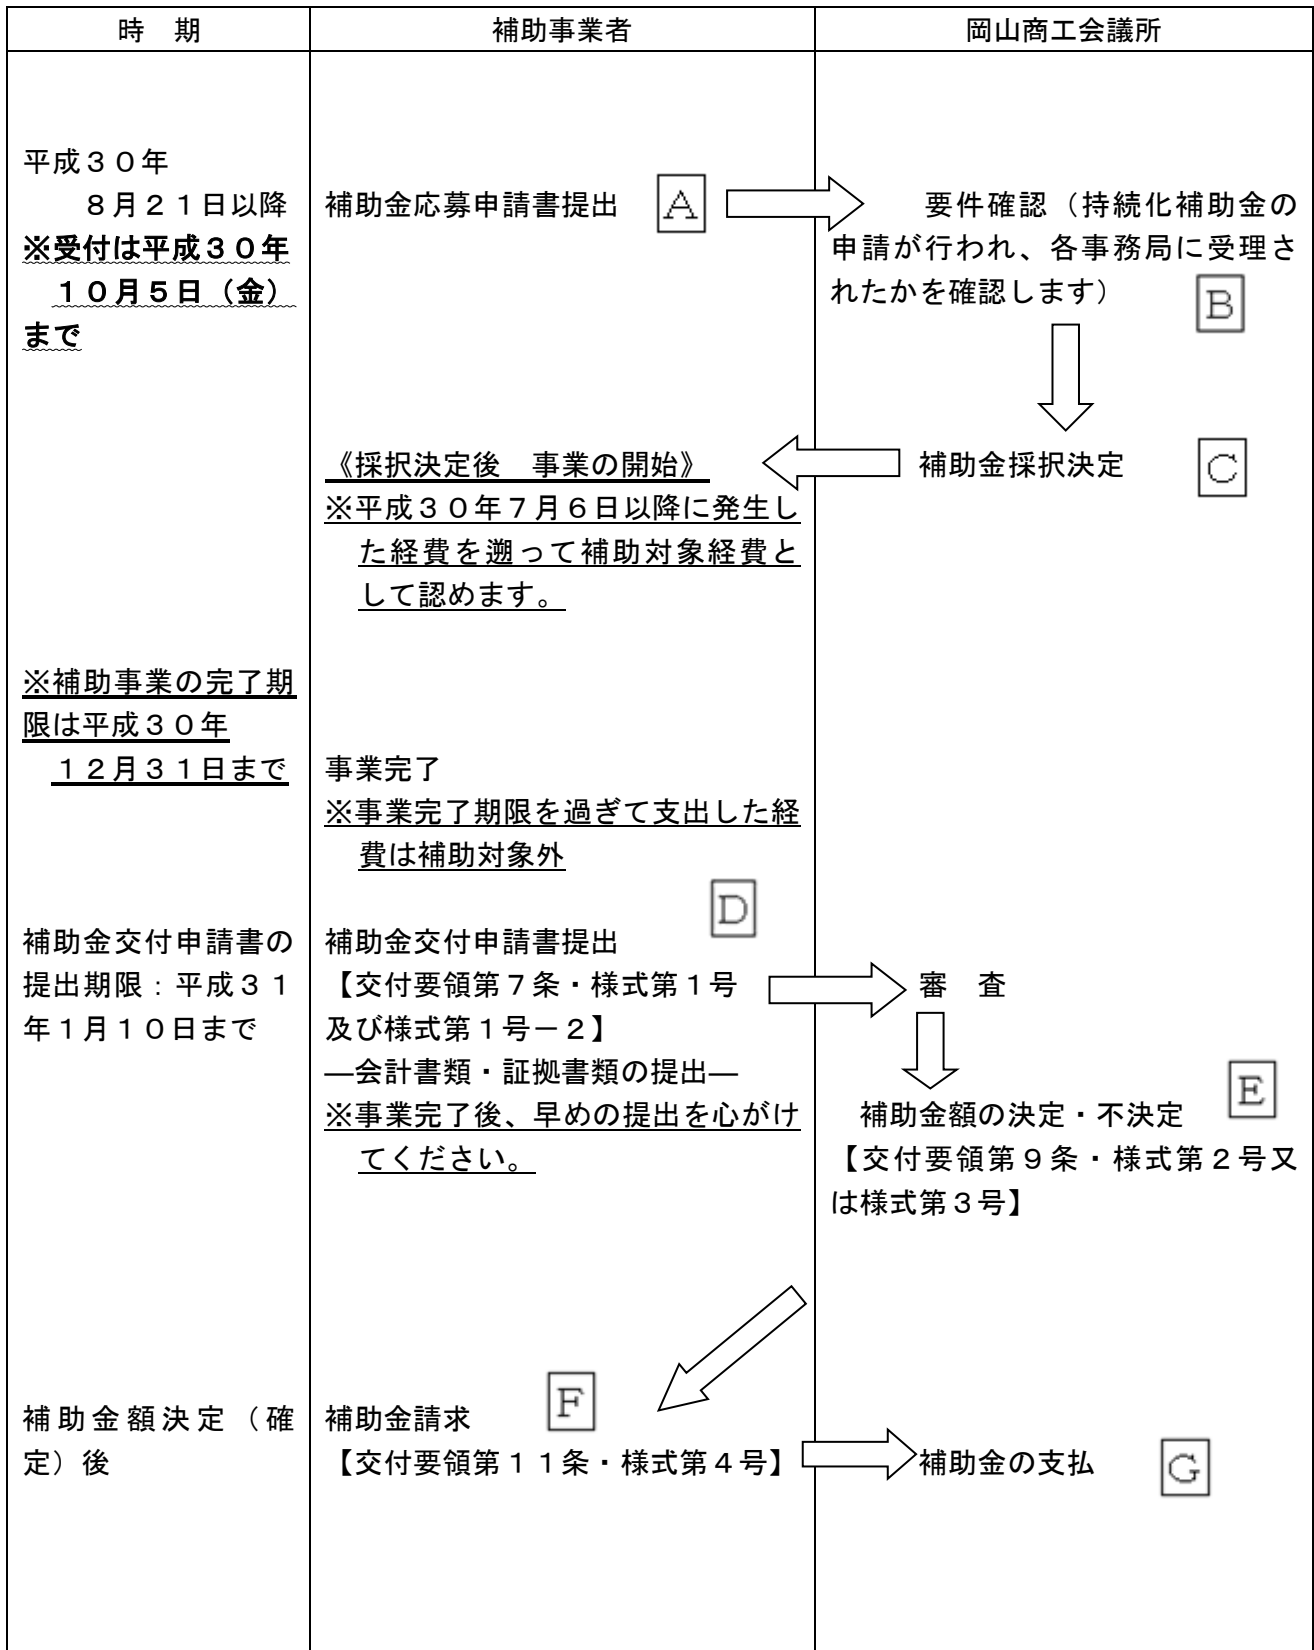 時　期
補助事業者
岡山商工会議所
平成３０年
８月２１日以降
※受付は平成３０年
１０月５日（金）
まで
補助金応募申請書提出
A
要件確認（持続化補助金の
申請が行われ、各事務局に受理さ
れたかを確認します）
B
《採択決定後　事業の開始》
※平成３０年７月６日以降に発生し
た経費を遡って補助対象経費と
して認めます。
補助金採択決定
C
※補助事業の完了期
限は平成３０年
１２月３１日まで
事業完了
※事業完了期限を過ぎて支出した経
費は補助対象外
D
補助金交付申請書の
提出期限：平成３１
年１月１０日まで
補助金交付申請書提出
【交付要領第７条・様式第１号
及び様式第１号－２】
―会計書類・証拠書類の提出―
※事業完了後、早めの提出を心がけ
てください。
審　査
E
補助金額の決定・不決定
【交付要領第９条・様式第２号又
は様式第３号】
補助金額決定（確
定）後
補助金請求
F
【交付要領第１１条・様式第４号】
補助金の支払
G